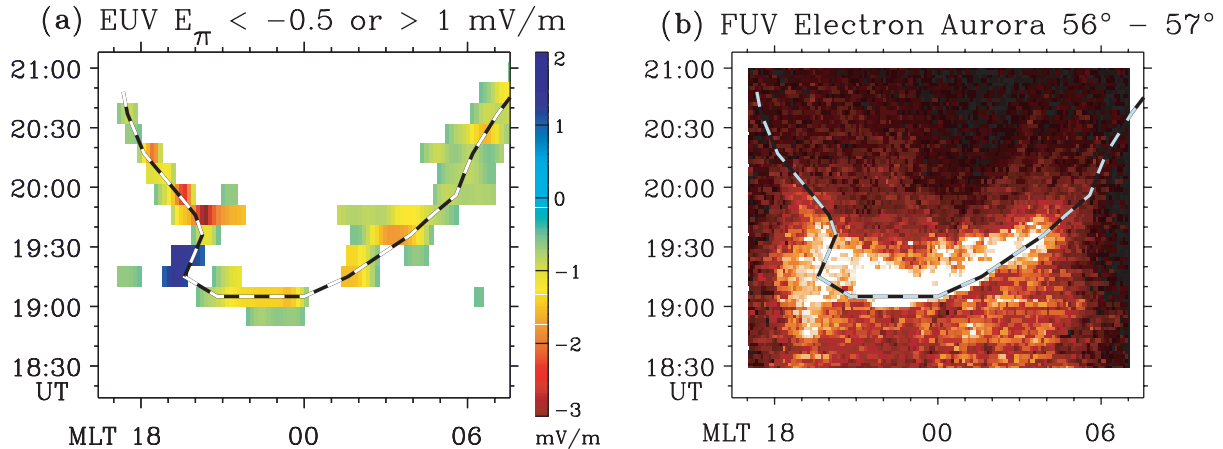 (a) EUV E_π < −0.5 or > 1 mV/m
21:00
20:30
20:00
19:30
19:00
18:30
UT
MLT 18 00 06
2
1
0
−1
−2
−3
mV/m
(b) FUV Electron Aurora 56° − 57°
21:00
20:30
20:00
19:30
19:00
18:30
UT
MLT 18 00 06